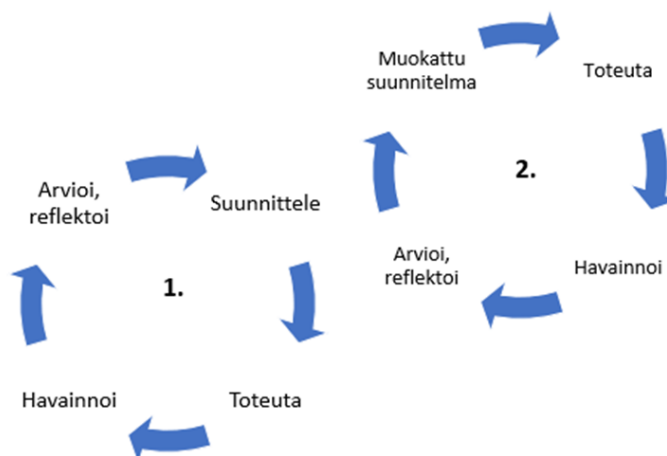 Arvioi,
reflektoi
Suunnittele
1.
Havainnoi
Toteuta
Muokattu
suunnitelma
Toteuta
2.
Arvioi,
reflektoi
Havainnoi